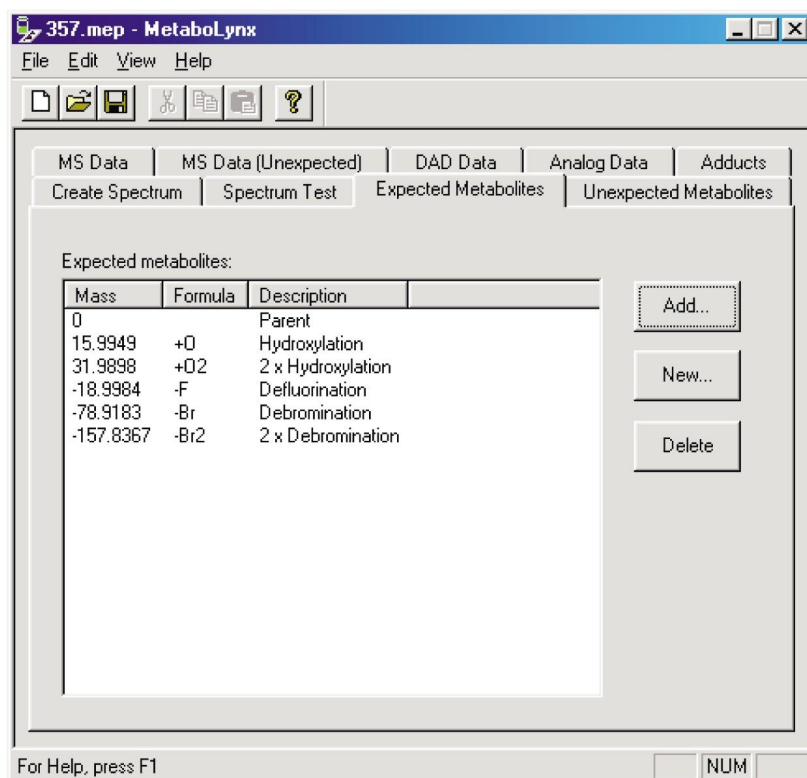 357.mep - MetaboLynx
File Edit View Help
MS Data MS Data (Unexpected) DAD Data Analog Data Adducts
Create Spectrum Spectrum Test Expected Metabolites Unexpected Metabolites
Expected metabolites:
Mass Formula Description
0 Parent
15.9949 +O Hydroxylation
31.9898 +O2 2 x Hydroxylation
-18.9984 -F Defluorination
-78.9183 -Br Debromination
-157.8367 -Br2 2 x Debromination
Add...
New...
Delete
For Help, press F1 NUM